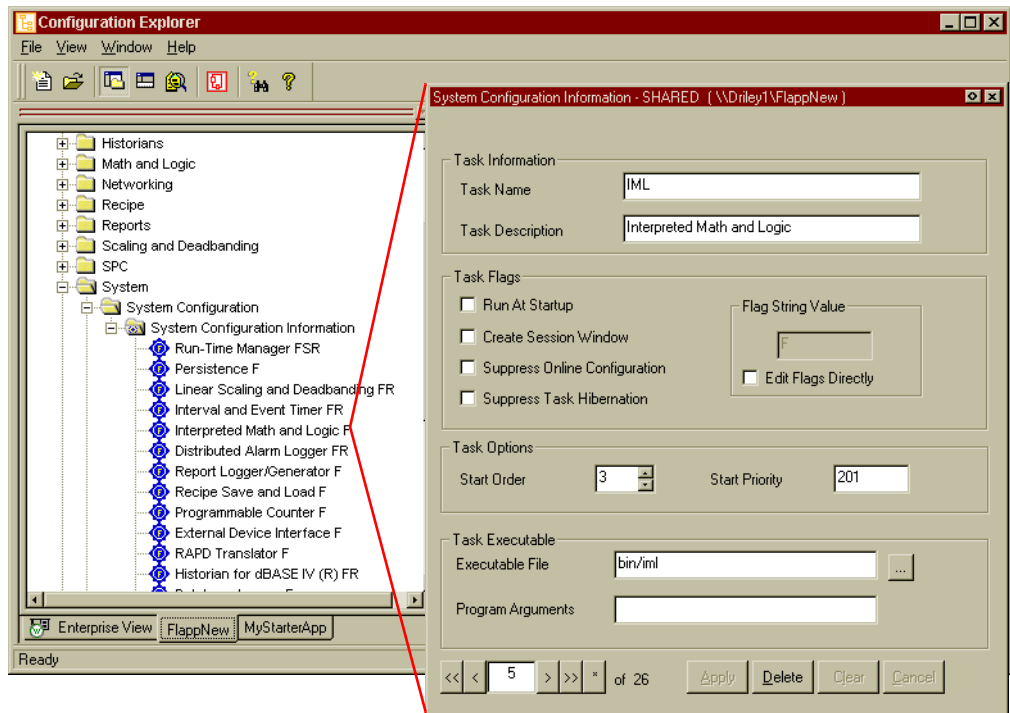 Configuration Explorer
File View Window Help
Historians
Math and Logic
Networking
Recipe
Reports
Scaling and Deadbanding
SPC
System
System Configuration
System Configuration Information
Run-Time Manager FSR
Persistence F
Linear Scaling and Deadbanding FR
Interval and Event Timer FR
Interpreted Math and Logic F
Distributed Alarm Logger FR
Report Logger/Generator F
Recipe Save and Load F
Programmable Counter F
External Device Interface F
RAPD Translator F
Historian for dBASE IV (R) FR
Enterprise View FlappNew MyStarterApp
Ready
System Configuration Information - SHARED ( \\Driley1\FlappNew )
Task Information
Task Name IML
Task Description Interpreted Math and Logic
Task Flags
Run At Startup
Create Session Window
Suppress Online Configuration
Suppress Task Hibernation
Flag String Value
F
Edit Flags Directly
Task Options
Start Order 3 Start Priority 201
Task Executable
Executable File bin/iml ...
Program Arguments
<< < 5 > >> * of 26 Apply Delete Clear Cancel